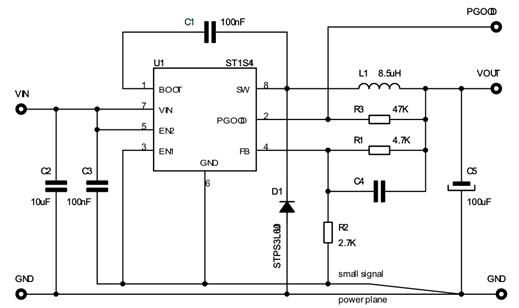 PGOOD
C1 100nF
U1 ST1S4
1 BOOT SW 8
L1 8.5uH
VOUT
VIN
7 VIN
R3 47K
PGOOD 2
5 EN2
R1 4.7K
3 EN1 FB 4
GND
6
C2 C3
10uF 100nF
C4
C5
100uF
D1
STPS3L60
R2
2.7K
small signal
GND GND
power plane